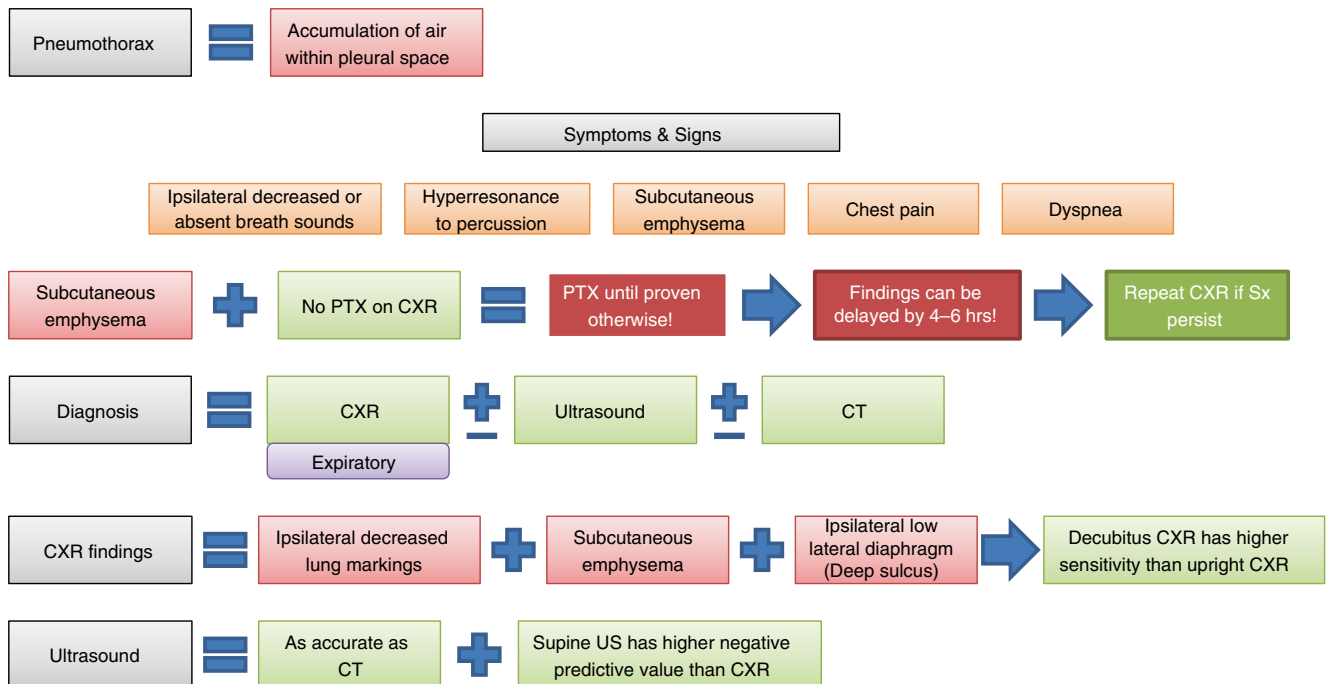 Pneumothorax
Accumulation of air
within pleural space
Symptoms & Signs
Ipsilateral decreased or
absent breath sounds
Hyperresonance
to percussion
Subcutaneous
emphysema
Chest pain
Dyspnea
Subcutaneous
emphysema
No PTX on CXR
PTX until proven
otherwise!
Findings can be
delayed by 4–6 hrs!
Repeat CXR if Sx
persist
Diagnosis
CXR
Expiratory
Ultrasound
CT
CXR findings
Ipsilateral decreased
lung markings
Subcutaneous
emphysema
Ipsilateral low
lateral diaphragm
(Deep sulcus)
Decubitus CXR has higher
sensitivity than upright CXR
Ultrasound
As accurate as
CT
Supine US has higher negative
predictive value than CXR